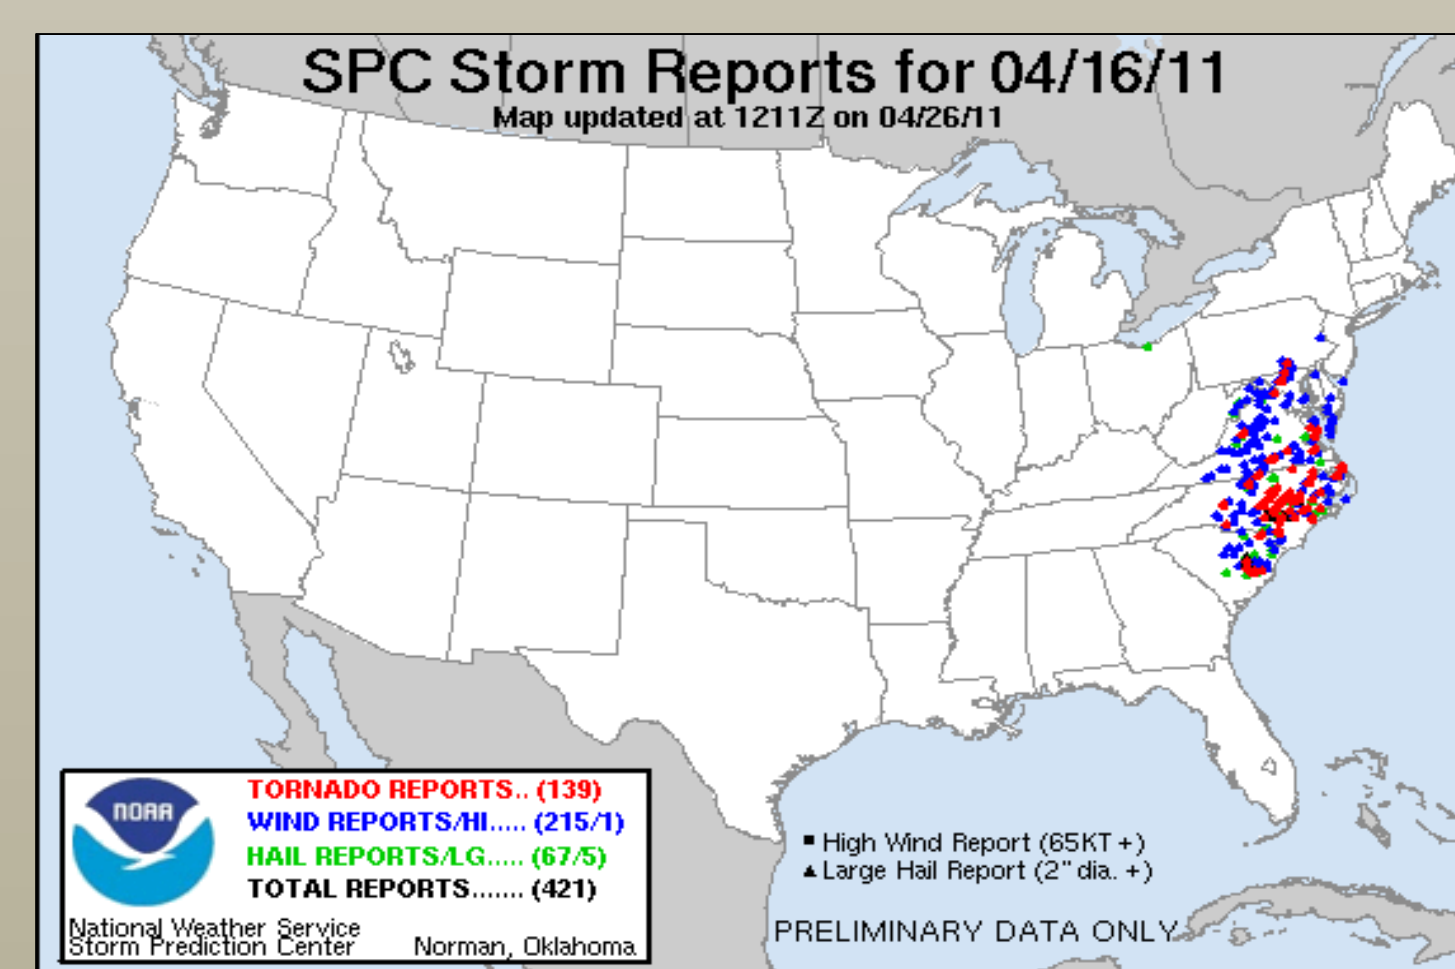 SPC Storm Reports for 04/16/11
Map updated at 1211Z on 04/26/11
NOAA
TORNADO REPORTS.. (139)
WIND REPORTS/HI..... (215/1)
HAIL REPORTS/LG..... (67/5)
TOTAL REPORTS....... (421)
National Weather Service
Storm Prediction Center Norman, Oklahoma
■ High Wind Report (65KT +)
▲ Large Hail Report (2" dia. +)
PRELIMINARY DATA ONLY